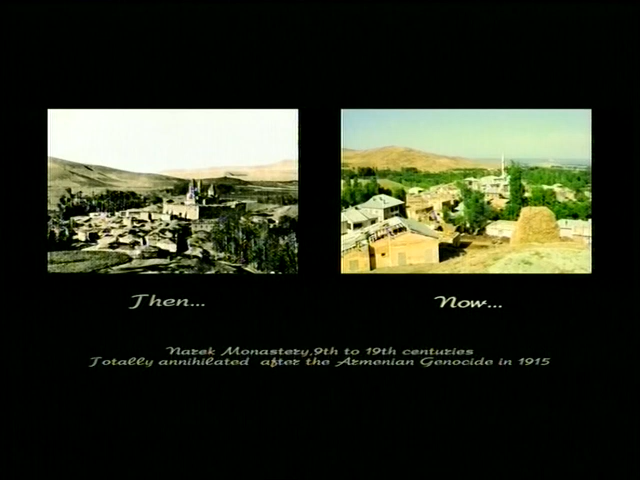 Then...
Now...
Narek Monastery,9th to 19th centuries
Totally annihilated after the Armenian Genocide in 1915